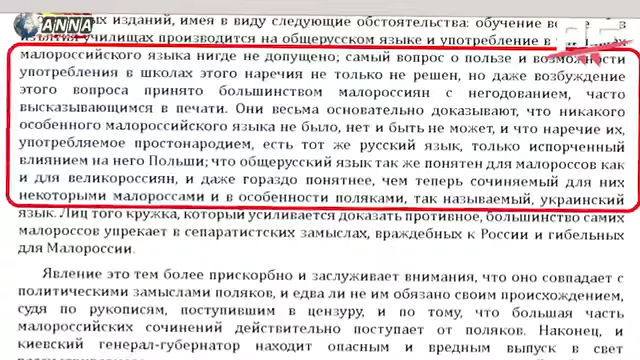 ANNA
изданий, имея в виду следующие обстоятельства: обучение
училищах производится на общерусском языке и употребление в
малороссийского языка нигде не допущено; самый вопрос о пользе и возможности
употребления в школах этого наречия не только не решен, но даже возбуждение
этого вопроса принято большинством малороссиян с негодованием, часто
высказывающимся в печати. Они весьма основательно доказывают, что никакого
особенного малороссийского языка не было, нет и быть не может, и что наречие их,
употребляемое простонародием, есть тот же русский язык, только испорченный
влиянием на него Польши; что общерусский язык так же понятен для малороссов как
и для великороссиян, и даже гораздо понятнее, чем теперь сочиняемый для них
некоторыми малороссами и в особенности поляками, так называемый, украинский
язык. Лиц того кружка, который усиливается доказать противное, большинство самих
малороссов упрекает в сепаратистских замыслах, враждебных к России и гибельных
для Малороссии.
Явление это тем более прискорбно и заслуживает внимания, что оно совпадает с
политическими замыслами поляков, и едва ли не им обязано своим происхождением,
судя по рукописям, поступившим в цензуру, и по тому, что большая часть
малороссийских сочинений действительно поступает от поляков. Наконец, и
киевский генерал-губернатор находит опасным и вредным выпуск в свет